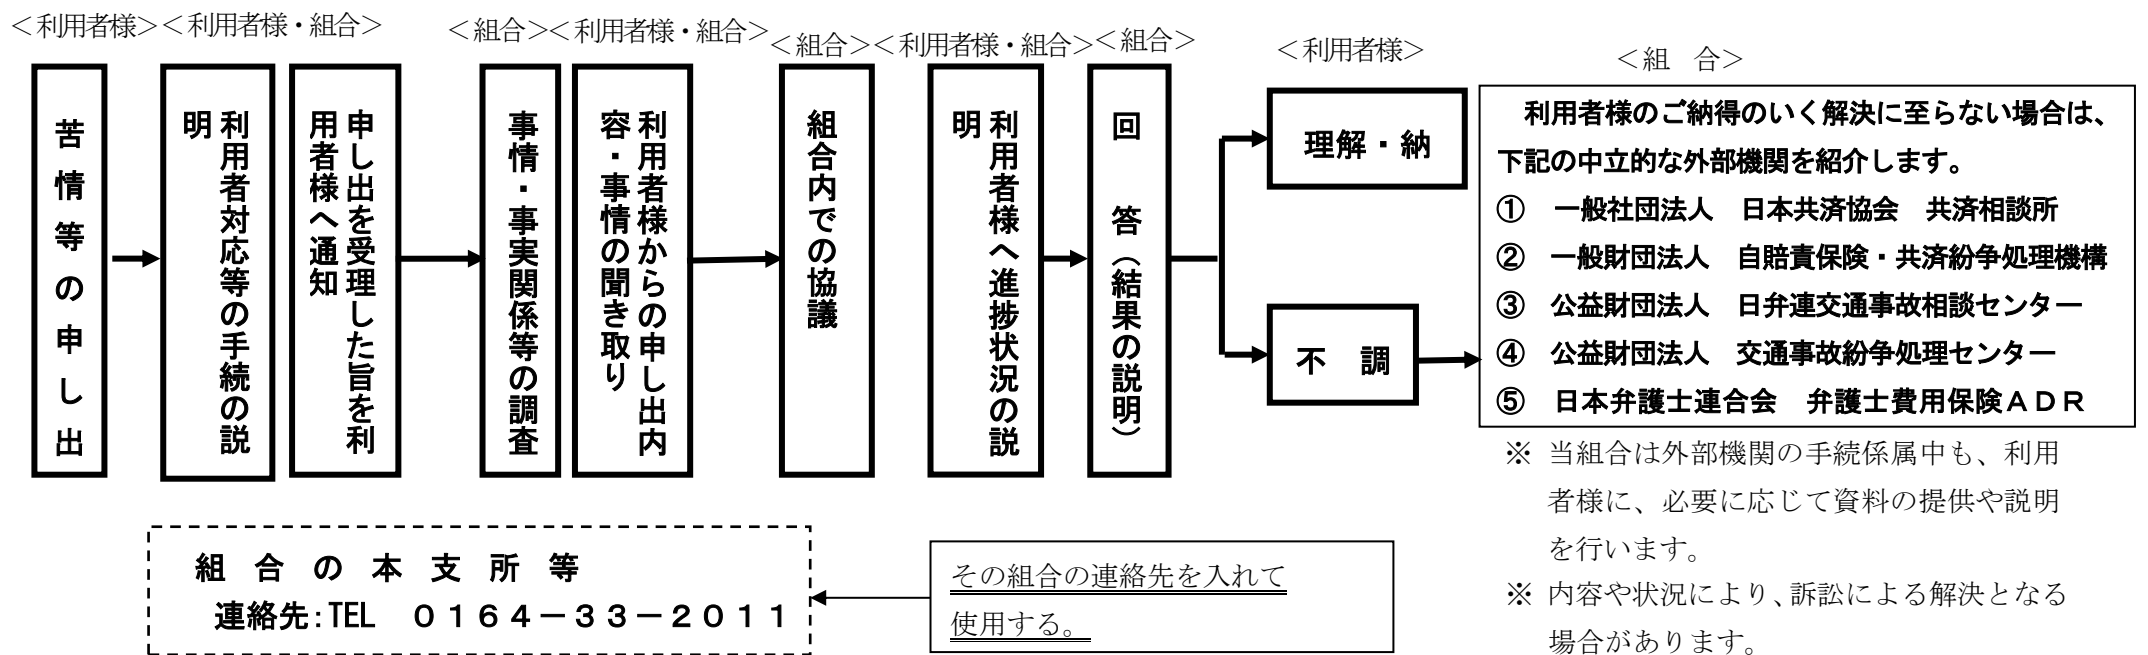 ＜利用者様＞
＜利用者様・組合＞
＜組合＞
＜利用者様・組合＞
＜組合＞
＜利用者様・組合＞
＜組合＞
＜利用者様＞
＜組　合＞
苦情等の申し出
利用者対応等の手続の説
明
申し出を受理した旨を利
用者様へ通知
事情・事実関係等の調査
利用者様からの申し出内
容・事情の聞き取り
組合内での協議
利用者様へ進捗状況の説
明
回　答（結果の説明）
理解・納
不　調
利用者様のご納得のいく解決に至らない場合は、
下記の中立的な外部機関を紹介します。
①　一般社団法人　日本共済協会　共済相談所
②　一般財団法人　自賠責保険・共済紛争処理機構
③　公益財団法人　日弁連交通事故相談センター
④　公益財団法人　交通事故紛争処理センター
⑤　日本弁護士連合会　弁護士費用保険ＡＤＲ
※ 当組合は外部機関の手続係属中も、利用
者様に、必要に応じて資料の提供や説明
を行います。
※ 内容や状況により、訴訟による解決となる
場合があります。
組　合　の　本　支　所　等
連絡先：TEL　０１６４－３３－２０１１
その組合の連絡先を入れて
使用する。